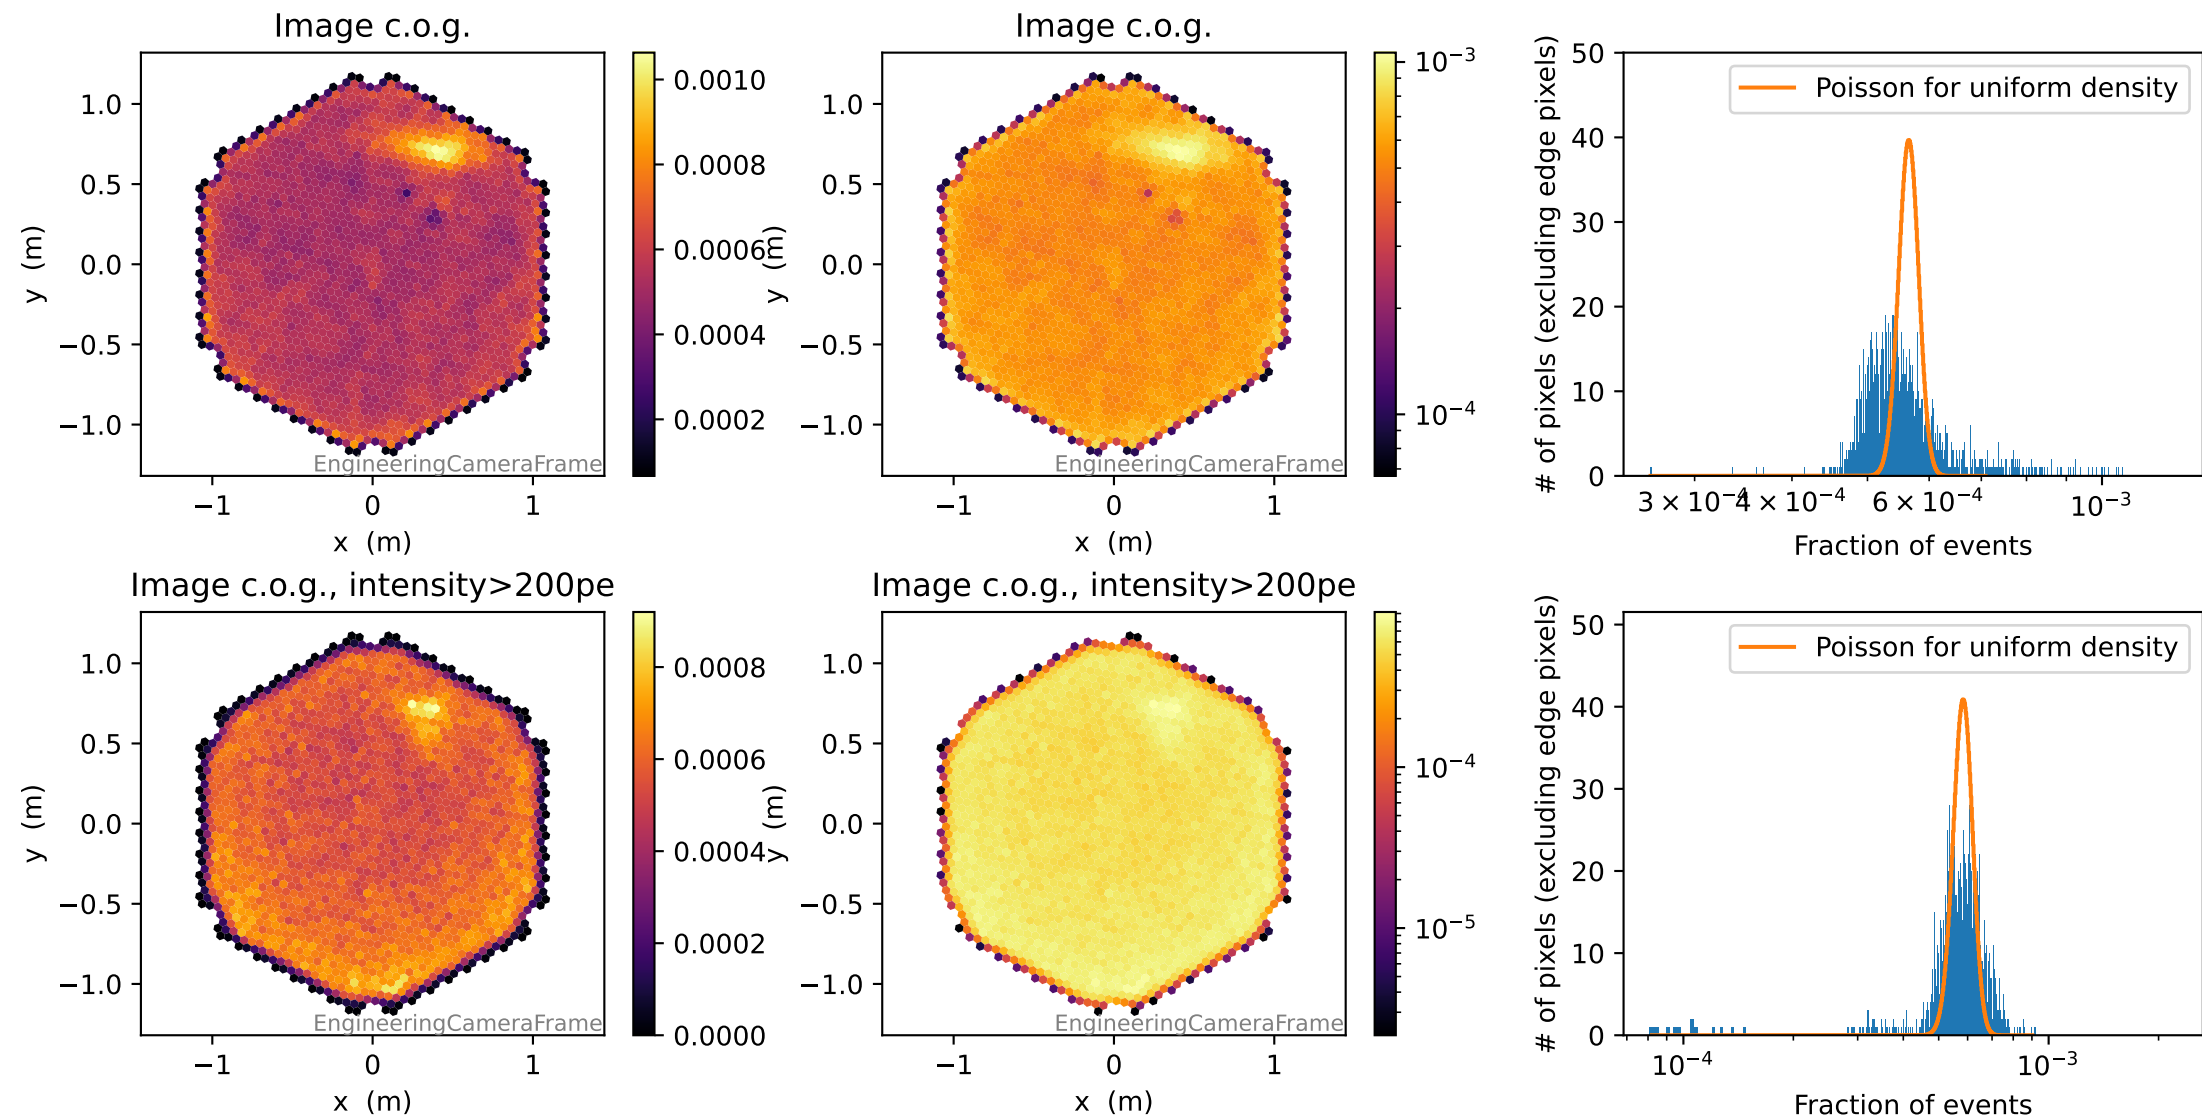 Image c.o.g.
1.0
0.5
0.0
−0.5
−1.0
y (m)
−1 0 1
x (m)
EngineeringCameraFrame
0.0010
0.0008
0.0006
0.0004
0.0002
Image c.o.g.
1.0
0.5
0.0
−0.5
−1.0
y (m)
−1 0 1
x (m)
EngineeringCameraFrame
10⁻³
10⁻⁴
50
40
30
20
10
0
# of pixels (excluding edge pixels)
Poisson for uniform density
3 × 10⁻⁴ 4 × 10⁻⁴ 6 × 10⁻⁴ 10⁻³
Fraction of events
Image c.o.g., intensity>200pe
1.0
0.5
0.0
−0.5
−1.0
y (m)
−1 0 1
x (m)
EngineeringCameraFrame
0.0008
0.0006
0.0004
0.0002
0.0000
Image c.o.g., intensity>200pe
1.0
0.5
0.0
−0.5
−1.0
y (m)
−1 0 1
x (m)
EngineeringCameraFrame
10⁻⁴
10⁻⁵
50
40
30
20
10
0
# of pixels (excluding edge pixels)
Poisson for uniform density
10⁻⁴ 10⁻³
Fraction of events